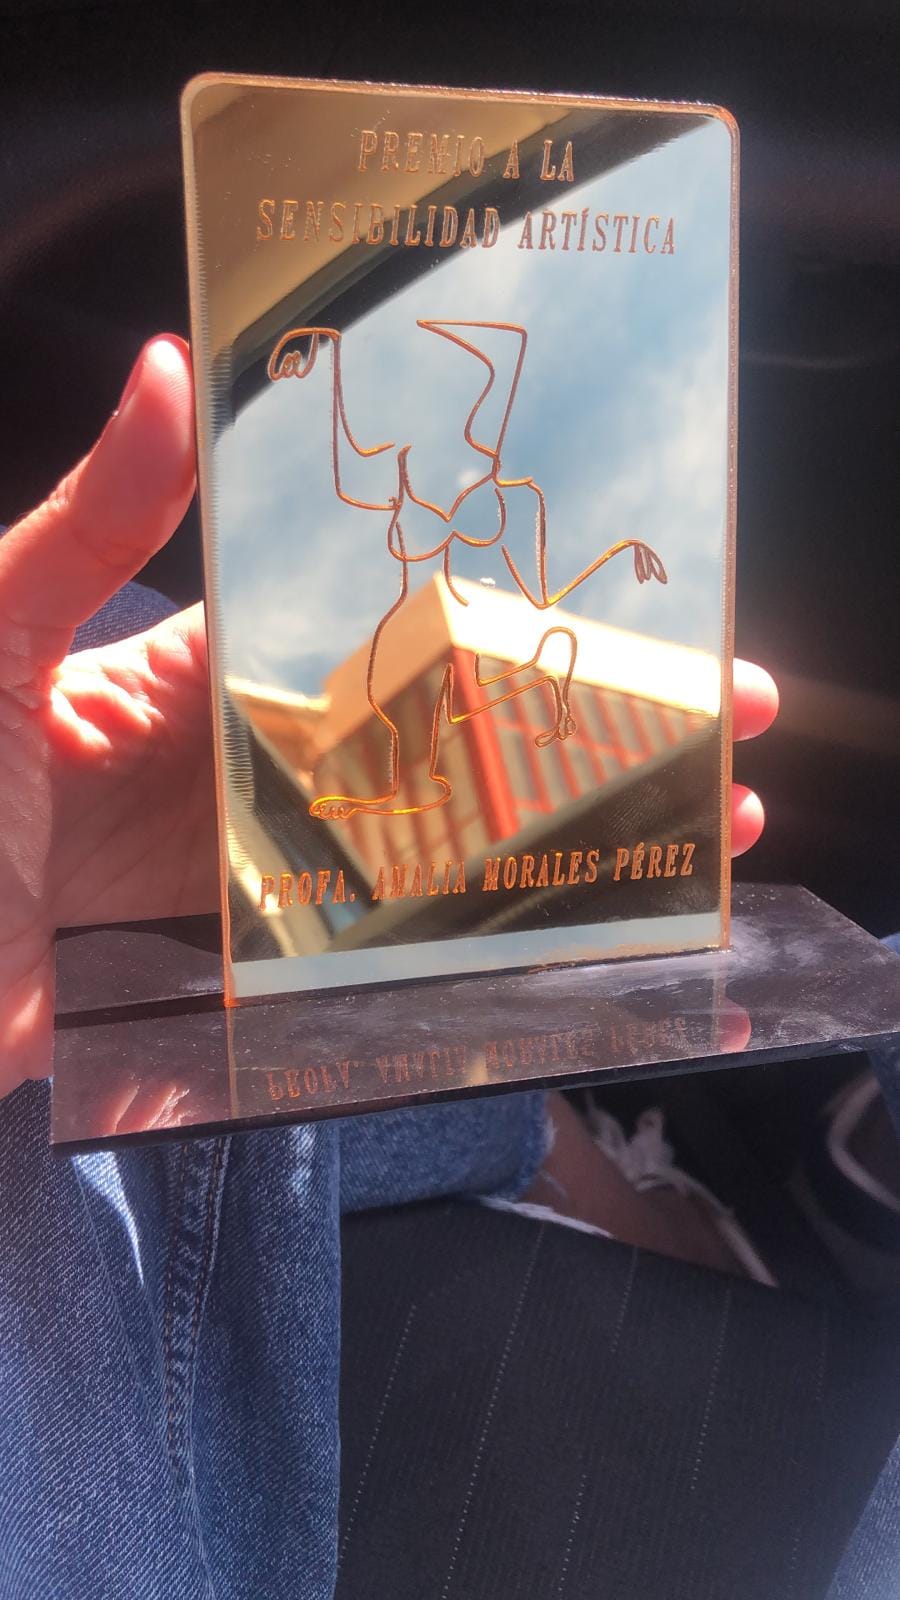 PREMIO A LA
SENSIBILIDAD ARTÍSTICA
PROFA. AMALIA MORALES PÉREZ